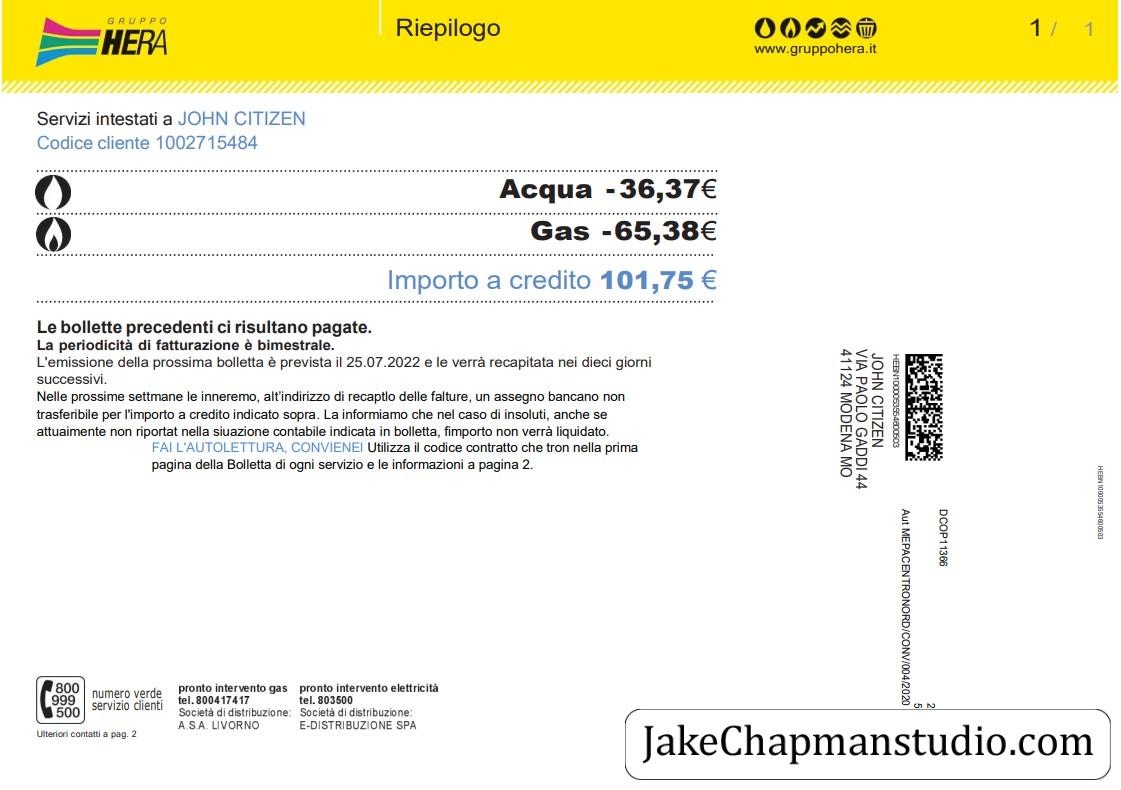 GRUPPO
HERA
Riepilogo
www.gruppohera.it
1 / 1
Servizi intestati a JOHN CITIZEN
Codice cliente 1002715484
Acqua -36,37€
Gas -65,38€
Importo a credito 101,75 €
Le bollette precedenti ci risultano pagate.
La periodicità di fatturazione è bimestrale.
L'emissione della prossima bolletta è prevista il 25.07.2022 e le verrà recapitata nei dieci giorni
successivi.
Nelle prossime settimane le inneremo, alt'indirizzo di recaptlo delle falture, un assegno bancano non
trasferibile per l'importo a credito indicato sopra. La informiamo che nel caso di insoluti, anche se
attuaimente non riportat nella siuazione contabile indicata in bolletta, fimporto non verrà liquidato.
FAI L'AUTOLETTURA, CONVIENEI Utilizza il codice contratto che tron nella prima
pagina della Bolletta di ogni servizio e le informazioni a pagina 2.
JOHN CITIZEN
VIA PAOLO GADDI 44
41124 MODENA MO
DCOP11366
Aut MEPACENTRONORD/CONV/004/2020
2
5
800
999
500
numero verde
servizio clienti
Ulteriori contatti a pag. 2
pronto intervento gas
tel. 800417417
Società di distribuzione:
A.S.A. LIVORNO
pronto intervento elettricità
tel. 803500
Società di distribuzione:
E-DISTRIBUZIONE SPA
JakeChapmanstudio.com